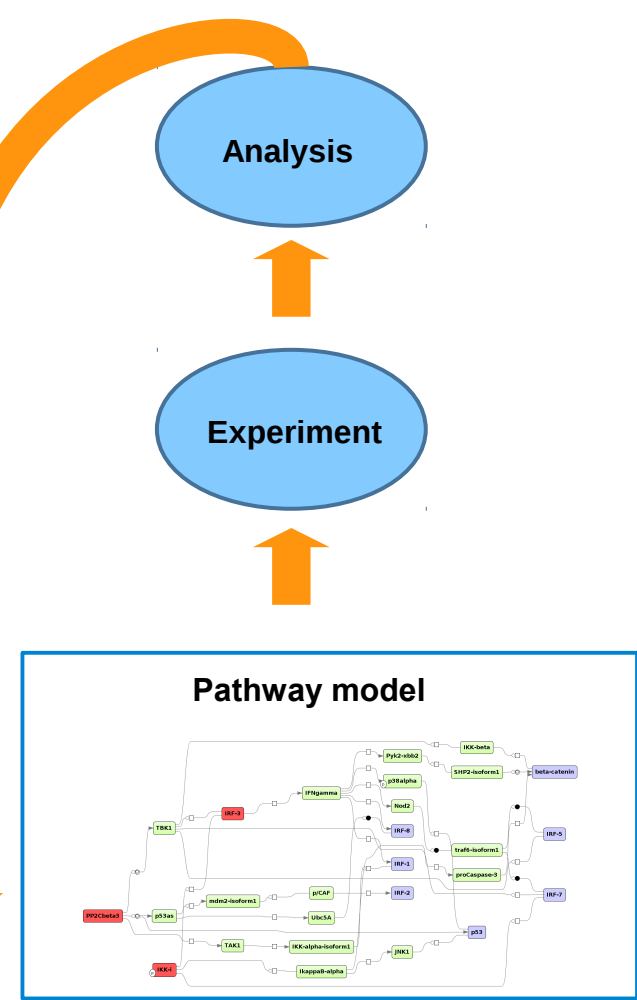 Analysis
Experiment
Pathway model
IKK-beta
Pyk2-xbb2
SHP2-isoform1
beta-catenin
p38alpha
IFNgamma
Nod2
IRF-3
TBK1
IRF-8
IRF-5
traf6-isoform1
IRF-1
proCaspase-3
p/CAF
IRF-2
IRF-7
mdm2-isoform1
PP2Cbeta3
p53as
Ubc5A
p53
TAK1
IKK-alpha-isoform1
JNK1
IKK-i
IkappaB-alpha